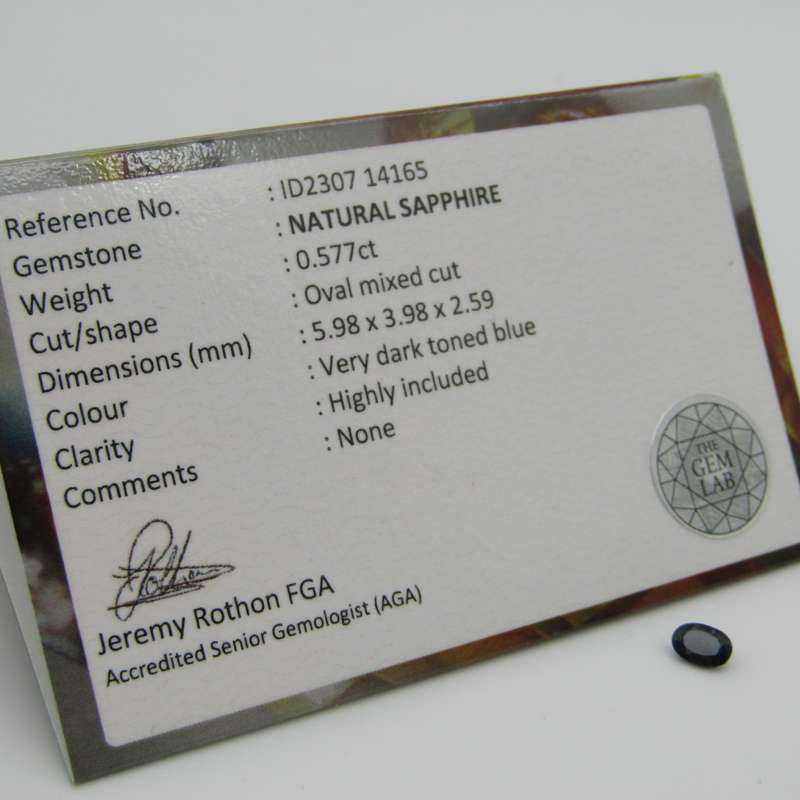 Reference No. : ID2307 14165
Gemstone : NATURAL SAPPHIRE
Weight : 0.577ct
Cut/shape : Oval mixed cut
Dimensions (mm) : 5.98 x 3.98 x 2.59
Colour : Very dark toned blue
Clarity : Highly included
Comments : None
THE
GEM
LAB
Jeremy Rothon FGA
Accredited Senior Gemologist (AGA)